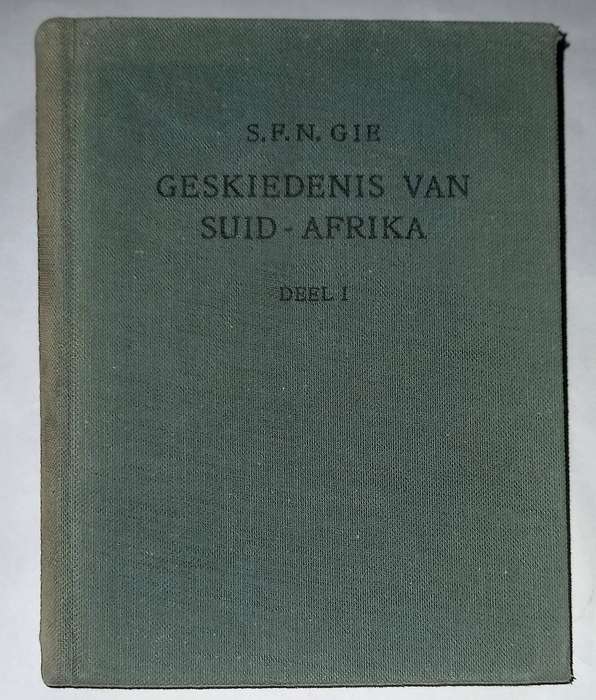 S.F.N. GIE
GESKIEDENIS VAN
SUID-AFRIKA
DEEL I